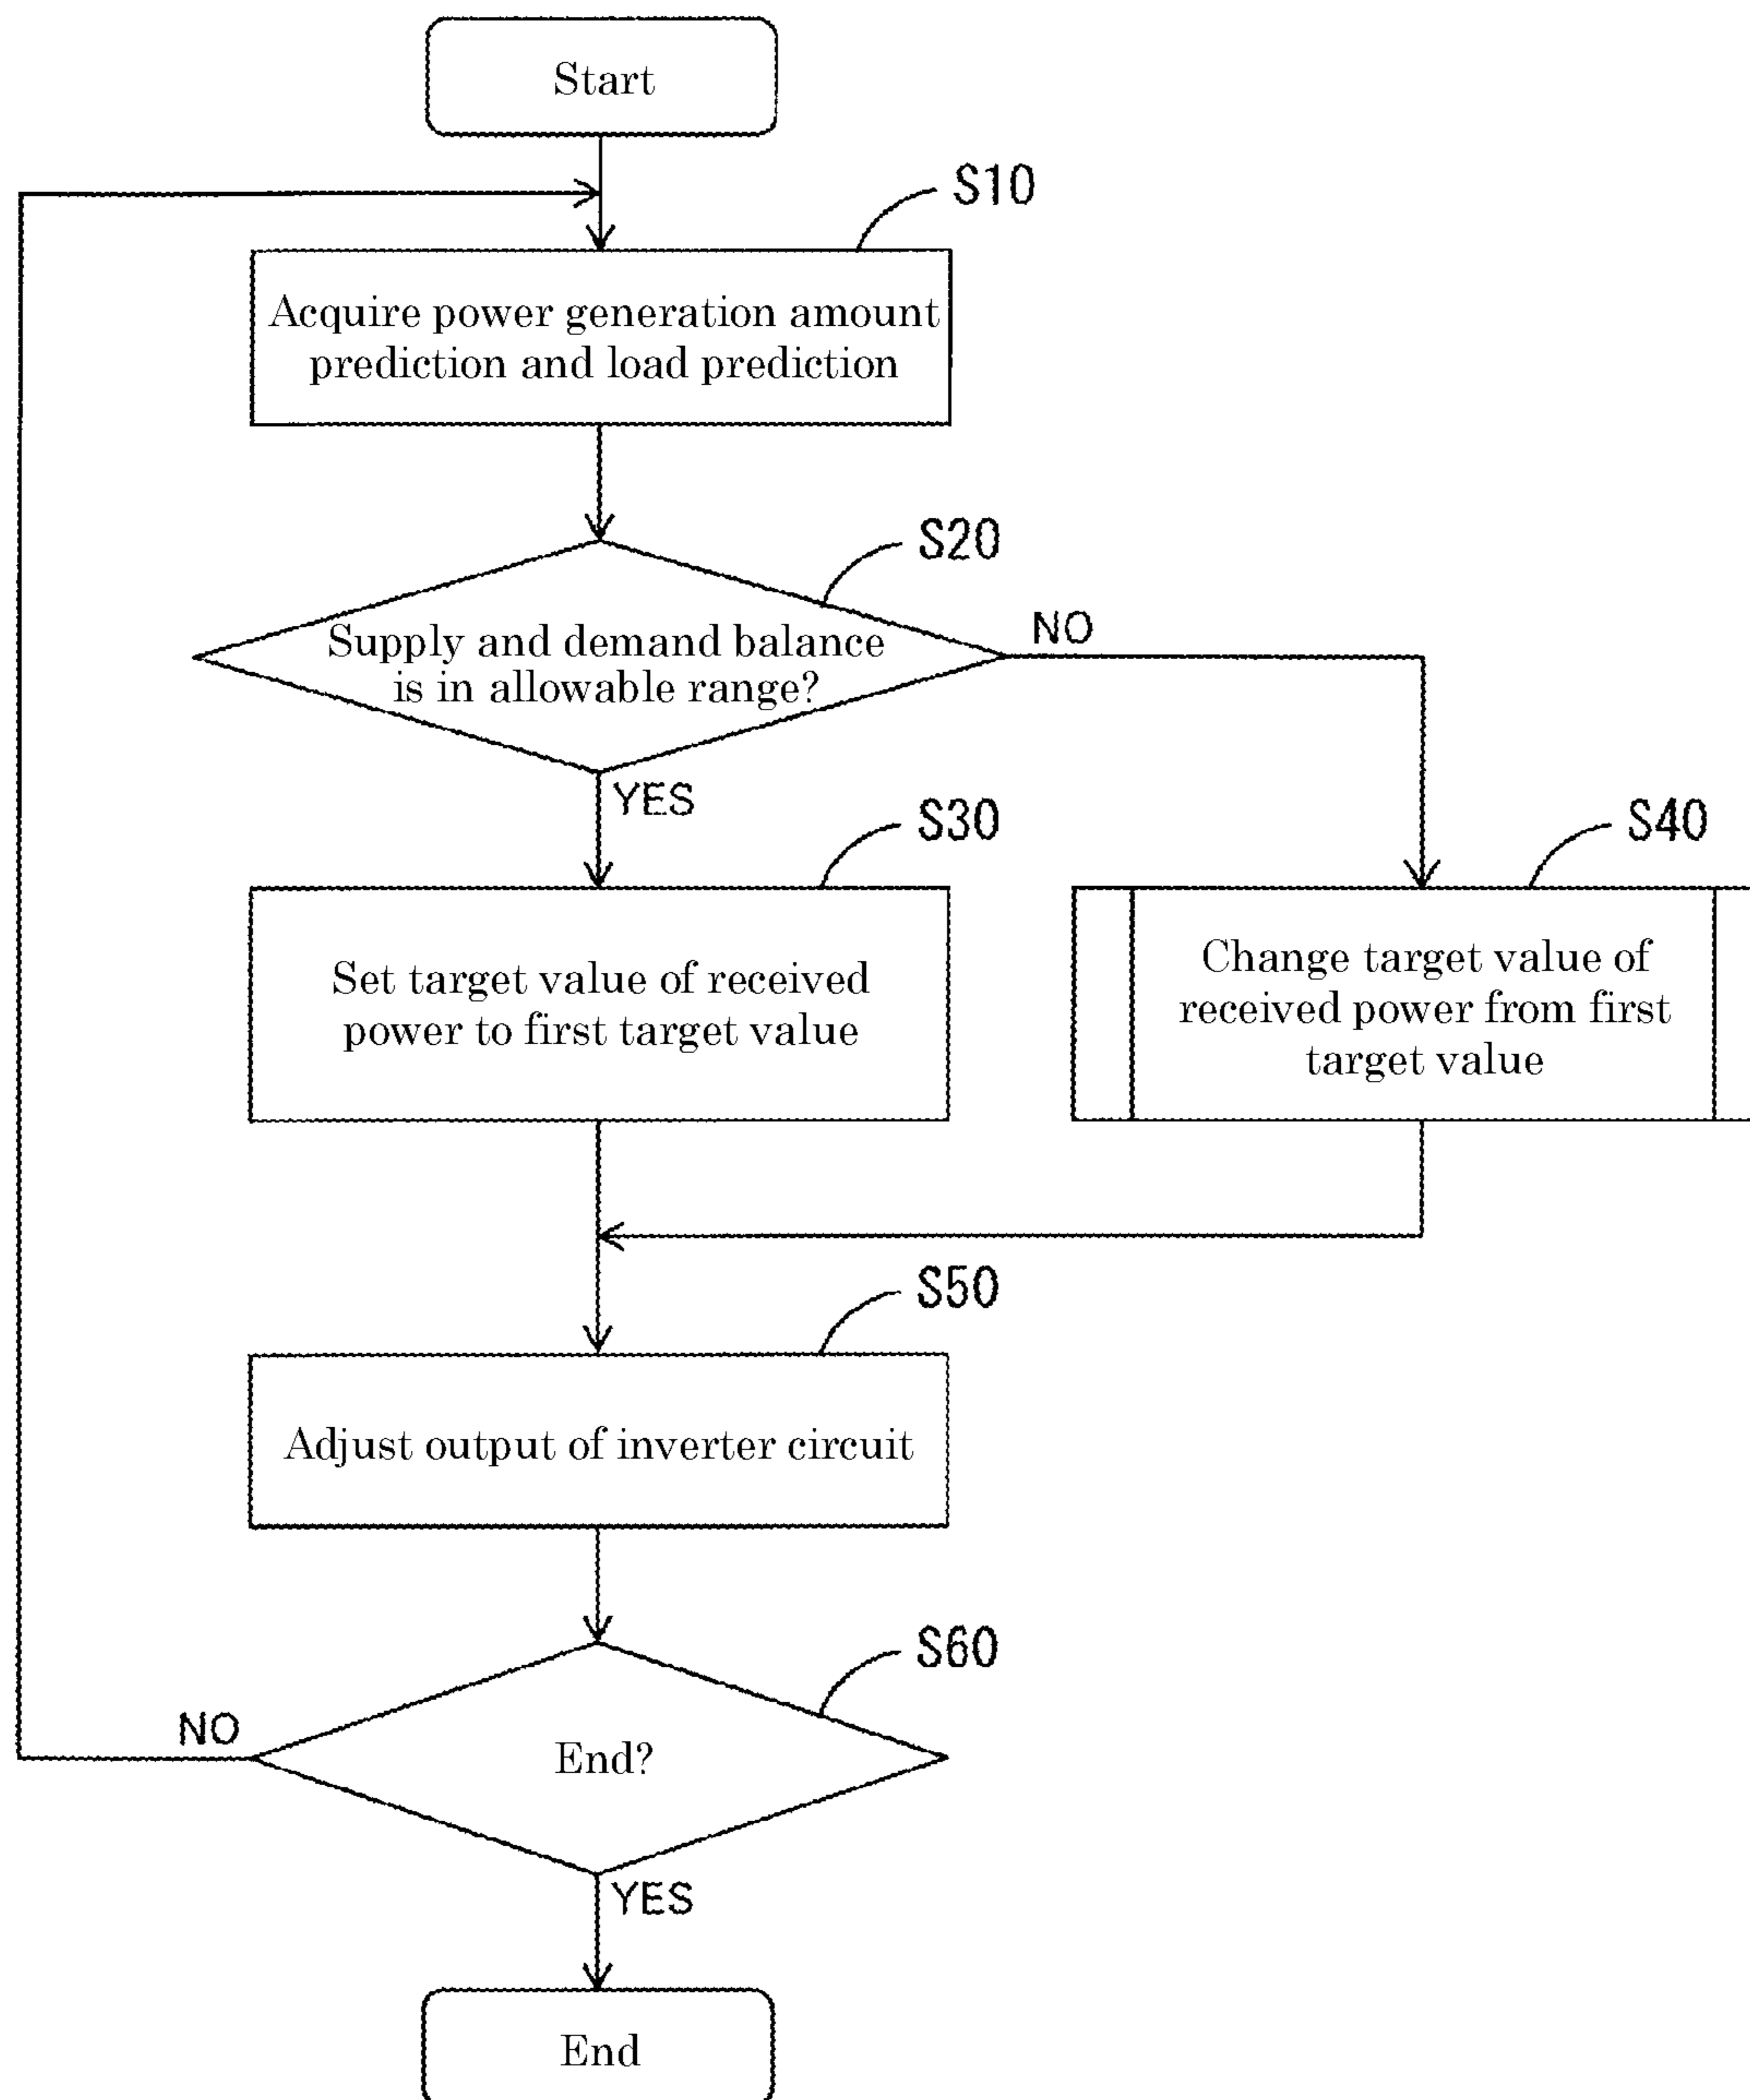 Start
S10
Acquire power generation amount
prediction and load prediction
S20
Supply and demand balance
is in allowable range?
NO
YES
S30
Set target value of received
power to first target value
S40
Change target value of
received power from first
target value
S50
Adjust output of inverter circuit
S60
End?
NO
YES
End